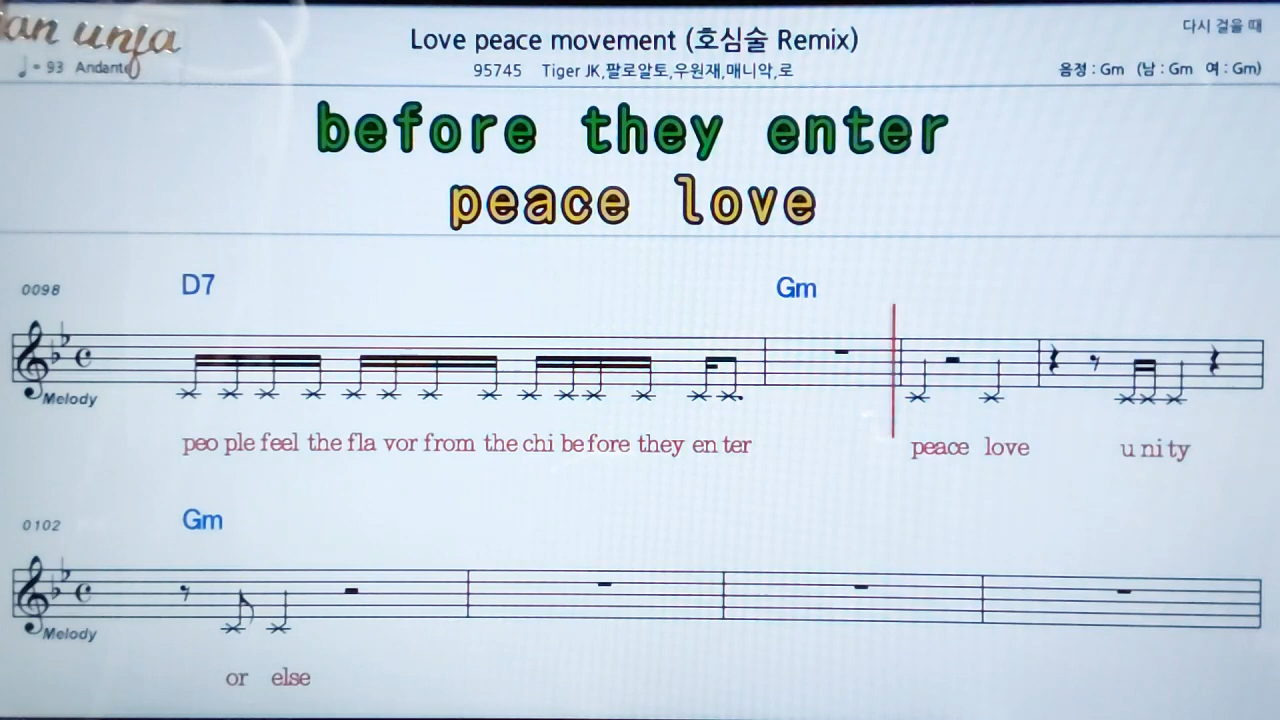 an unja
Love peace movement (호심술 Remix)
다시 걸을 때
♩ = 93 Andante
95745 Tiger JK,팔로알토,우원재,매니악,로
음정 : Gm (남 : Gm 여 : Gm)
before they enter
peace love
0098 D7 Gm
Melody
peo ple feel the fla vor from the chi be fore they en ter peace love u ni ty
0102 Gm
Melody
or else